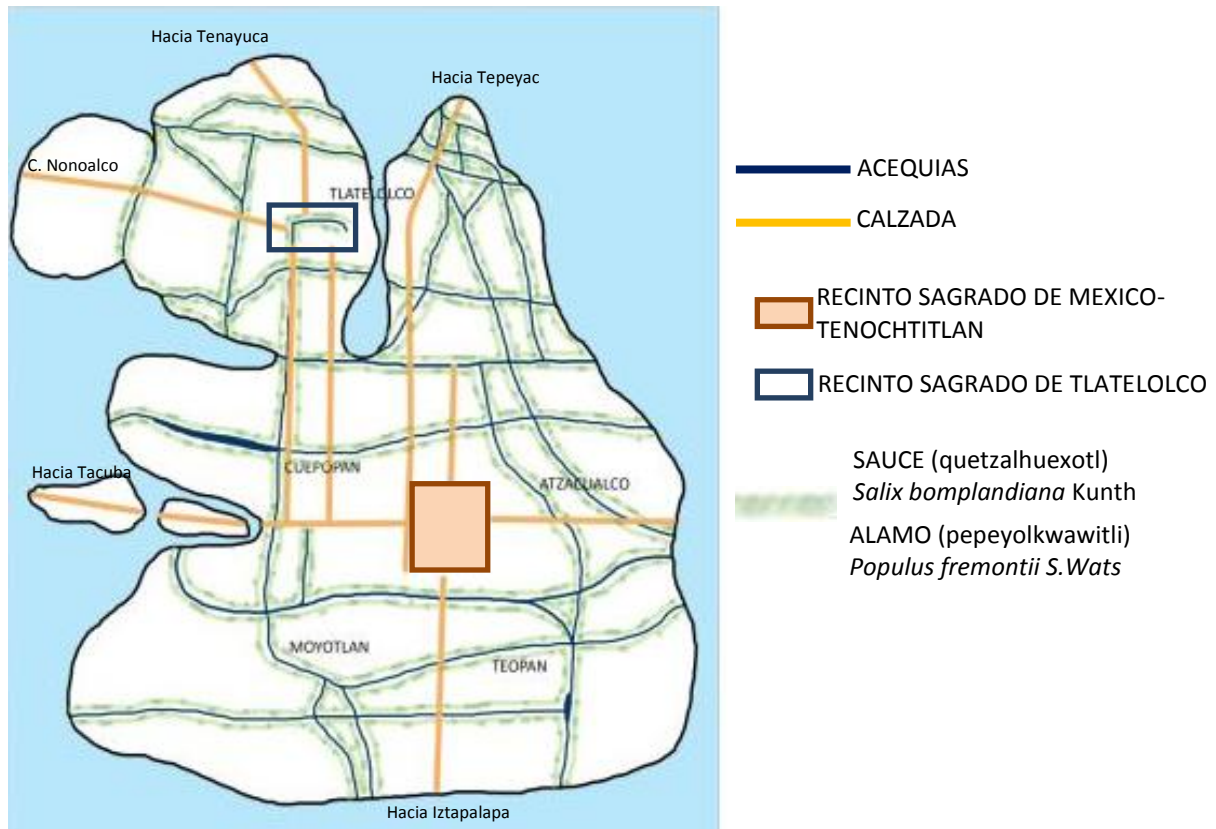 Hacia Tenayuca
Hacia Tepeyac
C. Nonoalco
TLATELOLCO
Hacia Tacuba
CUEPOPAN
ATZACUALCO
MOYOTLAN
TEOPAN
Hacia Iztapalapa
ACEQUIAS
CALZADA
RECINTO SAGRADO DE MEXICO-
TENOCHTITLAN
RECINTO SAGRADO DE TLATELOLCO
SAUCE (quetzalhuexotl)
Salix bomplandiana Kunth
ALAMO (pepeyolkwawitli)
Populus fremontii S.Wats